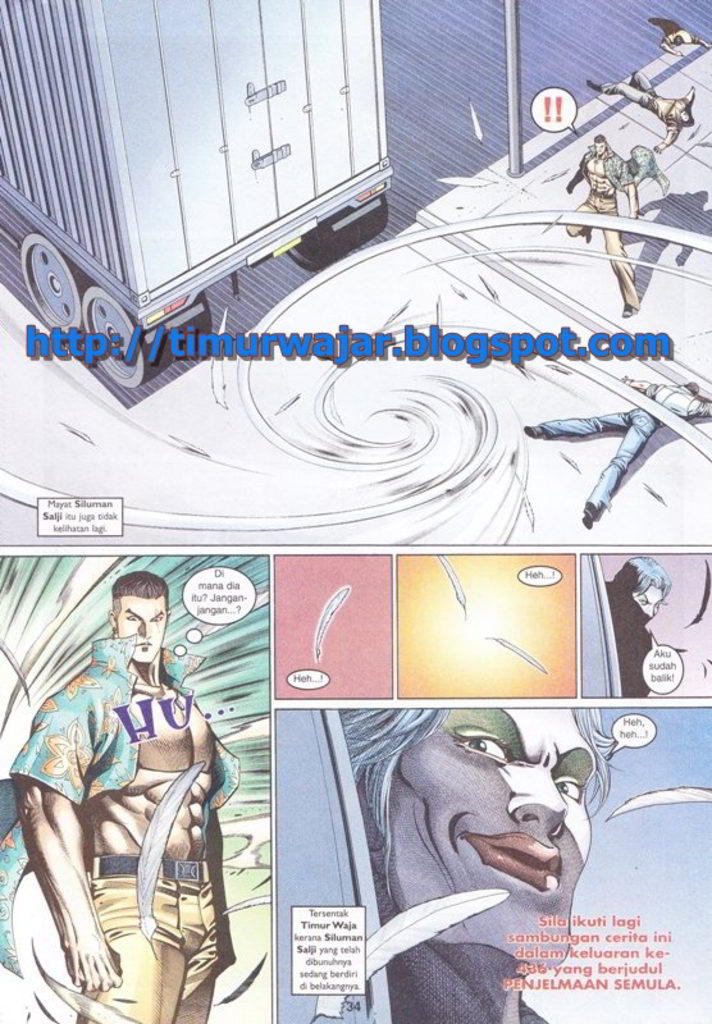 !!
http://timurwajar.blogspot.com
Mayat Siluman
Salji itu juga tidak
kelihatan lagi.
Di
mana dia
itu? Jangan-
jangan...?
HU...
Heh...!
Heh...!
Aku
sudah
balik!
Heh,
heh...!
Tersentak
Timur Waja
kerana Siluman
Salji yang telah
dibunuhnya
sedang berdiri
di belakangnya.
Sila ikuti lagi
sambungan cerita ini
dalam keluaran ke-
436 yang berjudul
PENJELMAAN SEMULA.
34